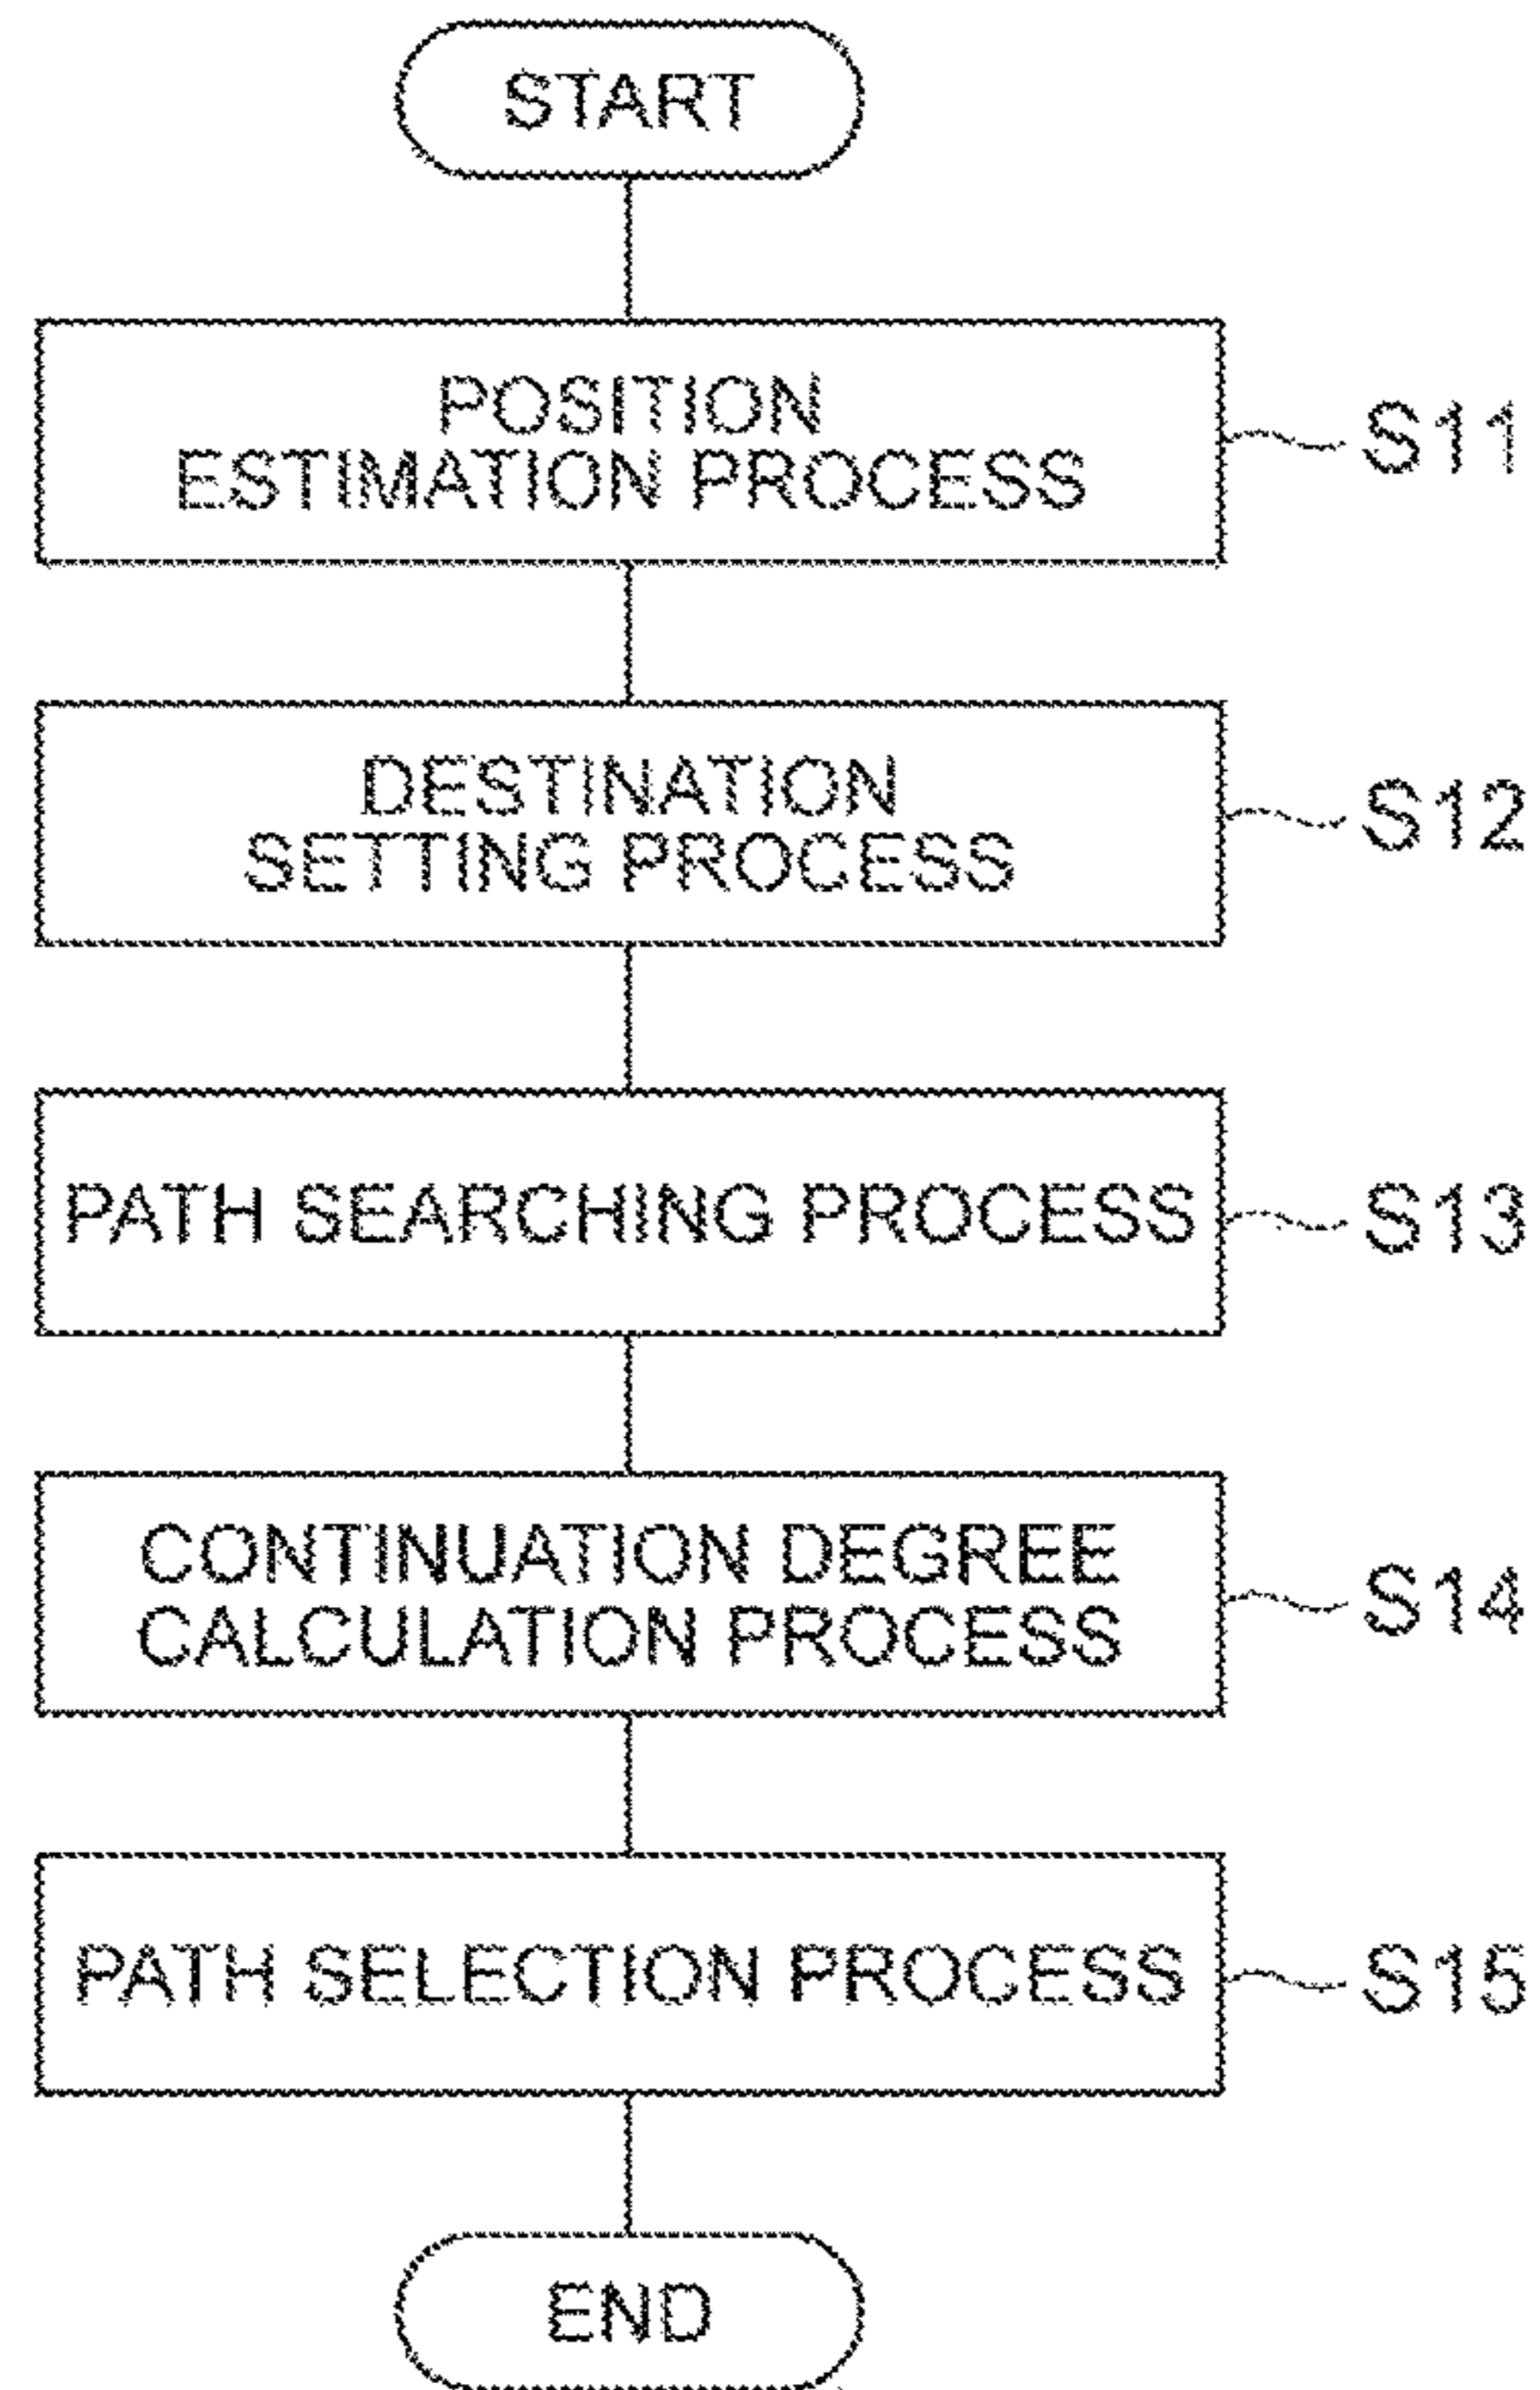 START
POSITION
ESTIMATION PROCESS
S11
DESTINATION
SETTING PROCESS
S12
PATH SEARCHING PROCESS
S13
CONTINUATION DEGREE
CALCULATION PROCESS
S14
PATH SELECTION PROCESS
S15
END